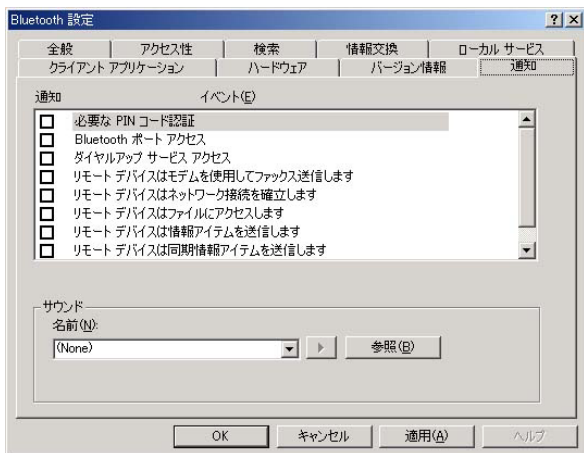 Bluetooth 設定
全般 アクセス性 検索 情報交換 ローカル サービス
クライアント アプリケーション ハードウェア バージョン情報 通知
通知 イベント(E)
必要な PIN コード認証
Bluetooth ポート アクセス
ダイヤルアップ サービス アクセス
リモート デバイスはモデムを使用してファックス送信します
リモート デバイスはネットワーク接続を確立します
リモート デバイスはファイルにアクセスします
リモート デバイスは情報アイテムを送信します
リモート デバイスは同期情報アイテムを送信します
サウンド
名前(N):
(None) 参照(B)
OK キャンセル 適用(A) ヘルプ